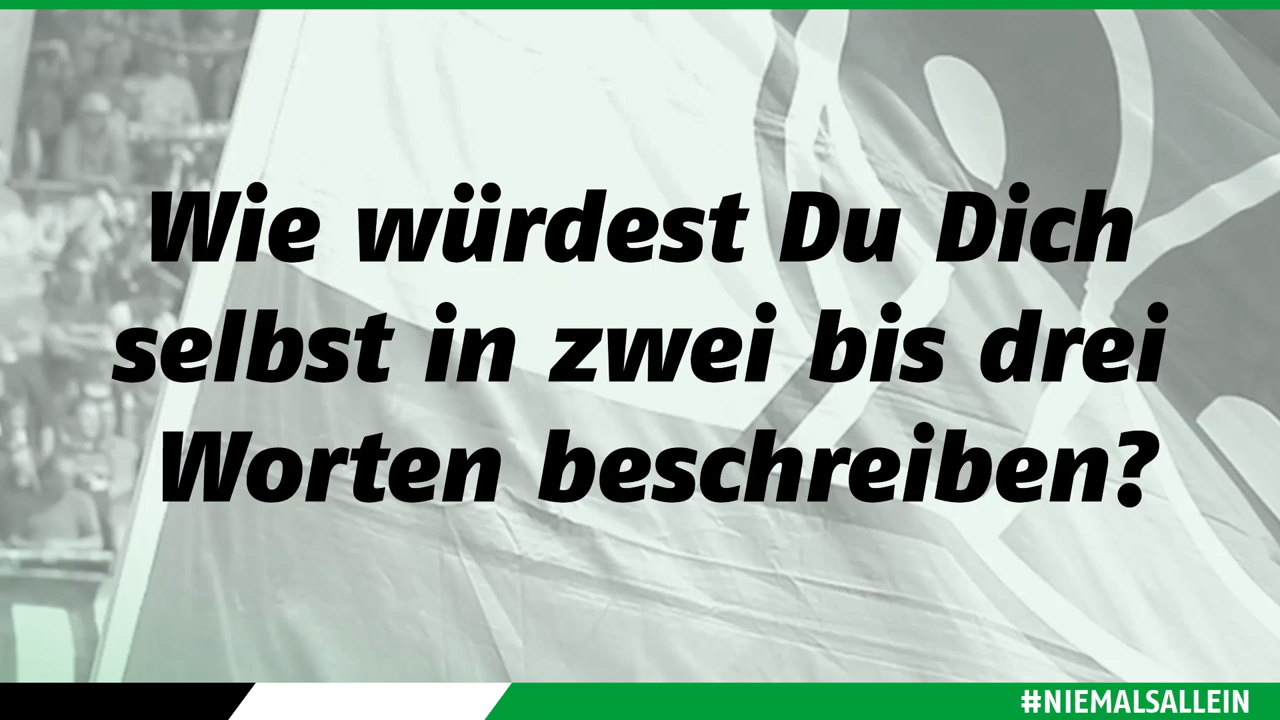 Wie würdest Du Dich
selbst in zwei bis drei
Worten beschreiben?
#NIEMALSALLEIN